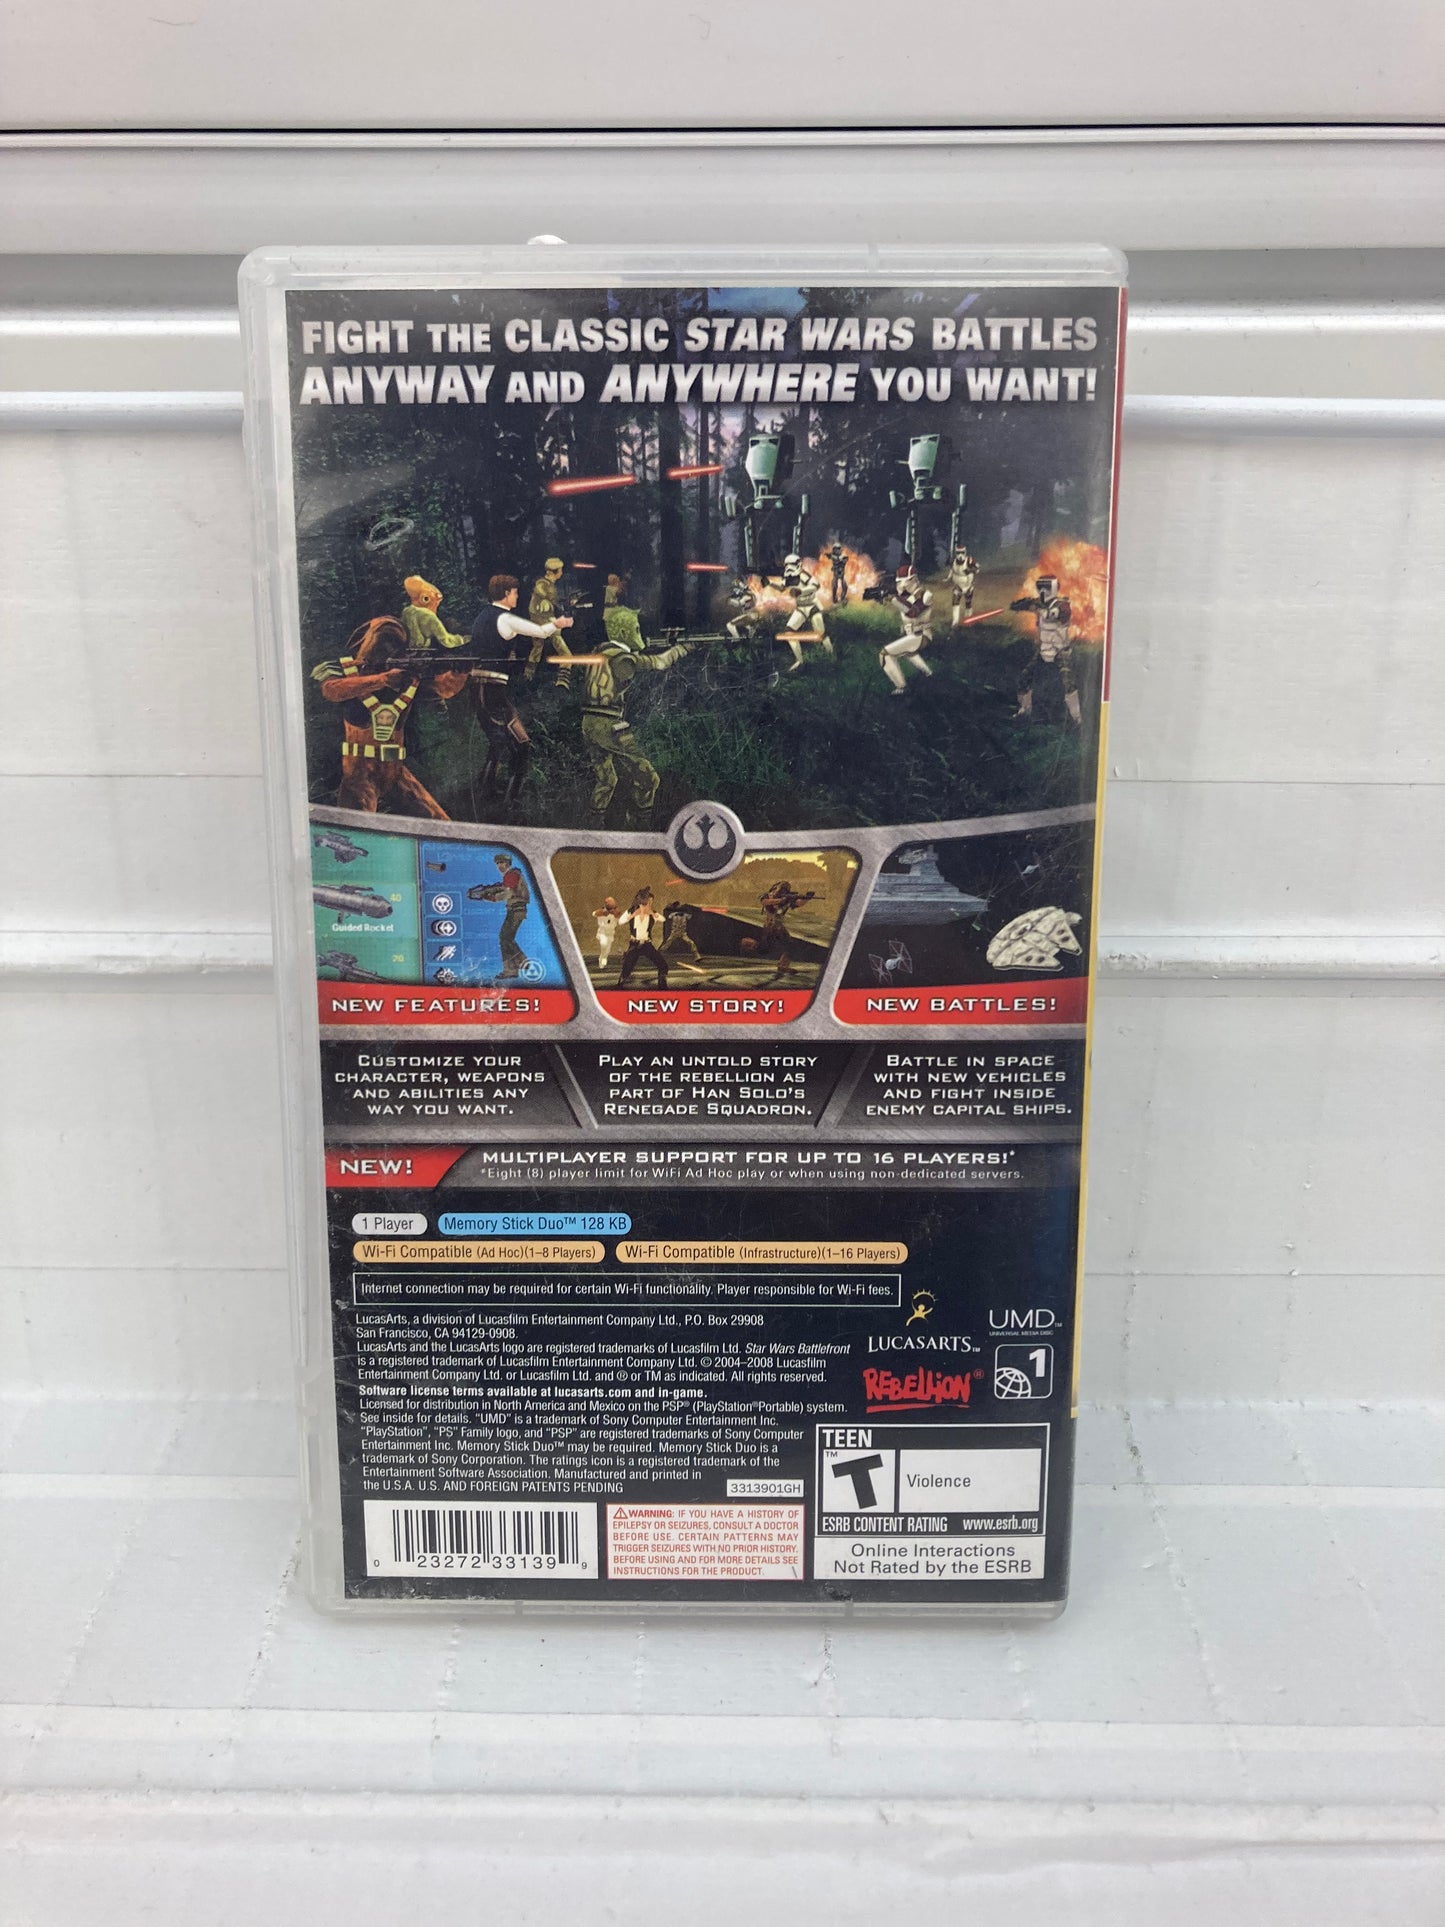 FIGHT THE CLASSIC STAR WARS BATTLES
ANYWAY AND ANYWHERE YOU WANT!
40
Guided Rocket
70
NEW FEATURES!
NEW STORY!
NEW BATTLES!
CUSTOMIZE YOUR
CHARACTER, WEAPONS
AND ABILITIES ANY
WAY YOU WANT.
PLAY AN UNTOLD STORY
OF THE REBELLION AS
PART OF HAN SOLO'S
RENEGADE SQUADRON.
BATTLE IN SPACE
WITH NEW VEHICLES
AND FIGHT INSIDE
ENEMY CAPITAL SHIPS.
NEW!
MULTIPLAYER SUPPORT FOR UP TO 16 PLAYERS!*
*Eight (8) player limit for WiFi Ad Hoc play or when using non-dedicated servers.
1 Player
Memory Stick Duo™ 128 KB
Wi-Fi Compatible (Ad Hoc)(1–8 Players)
Wi-Fi Compatible (Infrastructure)(1–16 Players)
Internet connection may be required for certain Wi-Fi functionality. Player responsible for Wi-Fi fees.
LucasArts, a division of Lucasfilm Entertainment Company Ltd., P.O. Box 29908
San Francisco, CA 94129-0908.
LucasArts and the LucasArts logo are registered trademarks of Lucasfilm Ltd. Star Wars Battlefront
is a registered trademark of Lucasfilm Entertainment Company Ltd. © 2004–2008 Lucasfilm
Entertainment Company Ltd. or Lucasfilm Ltd. and ® or TM as indicated. All rights reserved.
Software license terms available at lucasarts.com and in-game.
Licensed for distribution in North America and Mexico on the PSP® (PlayStation®Portable) system.
See inside for details. "UMD" is a trademark of Sony Computer Entertainment Inc.
"PlayStation", "PS" Family logo, and "PSP" are registered trademarks of Sony Computer
Entertainment Inc. Memory Stick Duo™ may be required. Memory Stick Duo is a
trademark of Sony Corporation. The ratings icon is a registered trademark of the
Entertainment Software Association. Manufactured and printed in
the U.S.A. U.S. AND FOREIGN PATENTS PENDING
3313901GH
LUCASARTS™
REBELLION®
UMD™
UNIVERSAL MEDIA DISC
1
TEEN
T™
Violence
ESRB CONTENT RATING www.esrb.org
Online Interactions
Not Rated by the ESRB
0 23272 33139 9
WARNING: IF YOU HAVE A HISTORY OF
EPILEPSY OR SEIZURES, CONSULT A DOCTOR
BEFORE USE. CERTAIN PATTERNS MAY
TRIGGER SEIZURES WITH NO PRIOR HISTORY.
BEFORE USING AND FOR MORE DETAILS SEE
INSTRUCTIONS FOR THE PRODUCT.